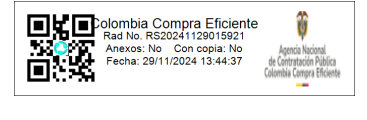 Colombia Compra Eficiente
Rad No. RS20241129015921
Anexos: No Con copia: No
Fecha: 29/11/2024 13:44:37
Agencia Nacional
de Contratación Pública
Colombia Compra Eficiente